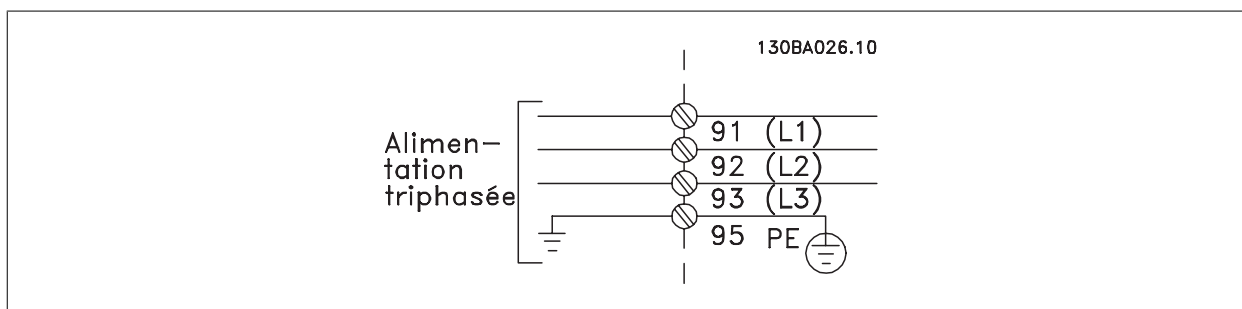 130BA026.10
Alimen-
tation
triphasée
91 (L1)
92 (L2)
93 (L3)
95 PE